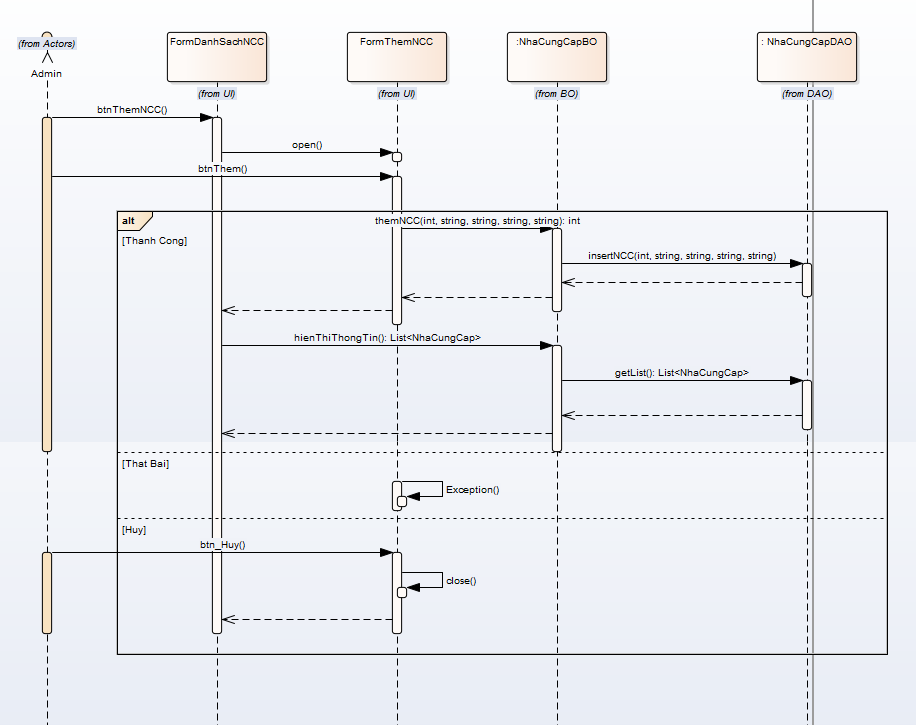 (from Actors)
Admin
FormDanhSachNCC
(from UI)
FormThemNCC
(from UI)
:NhaCungCapBO
(from BO)
: NhaCungCapDAO
(from DAO)
btnThemNCC()
open()
btnThem()
alt
[Thanh Cong]
themNCC(int, string, string, string, string): int
insertNCC(int, string, string, string, string)
hienThiThongTin(): List<NhaCungCap>
getList(): List<NhaCungCap>
[That Bai]
Exception()
[Huy]
btn_Huy()
close()